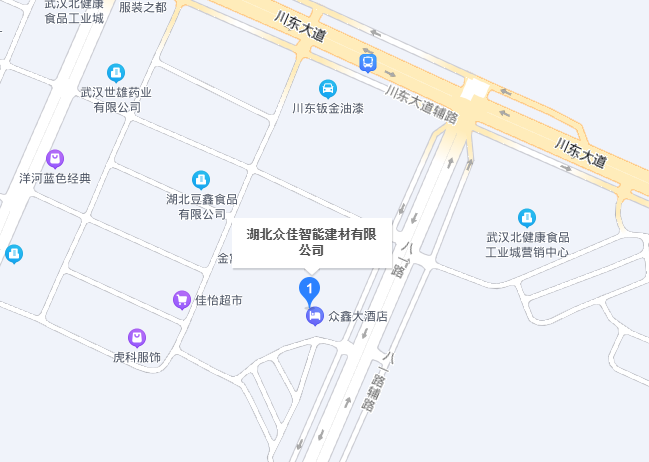 武汉北健康
食品工业城
服装之都
川东大道
武汉世雄药业
有限公司
川东钣金油漆
川东大道辅路
川东大道
洋河蓝色经典
湖北豆鑫食品
有限公司
武汉北健康食品
工业城营销中心
湖北众佳智能建材有限
公司
八一路
1
佳怡超市
众鑫大酒店
虎科服饰
八一路辅路